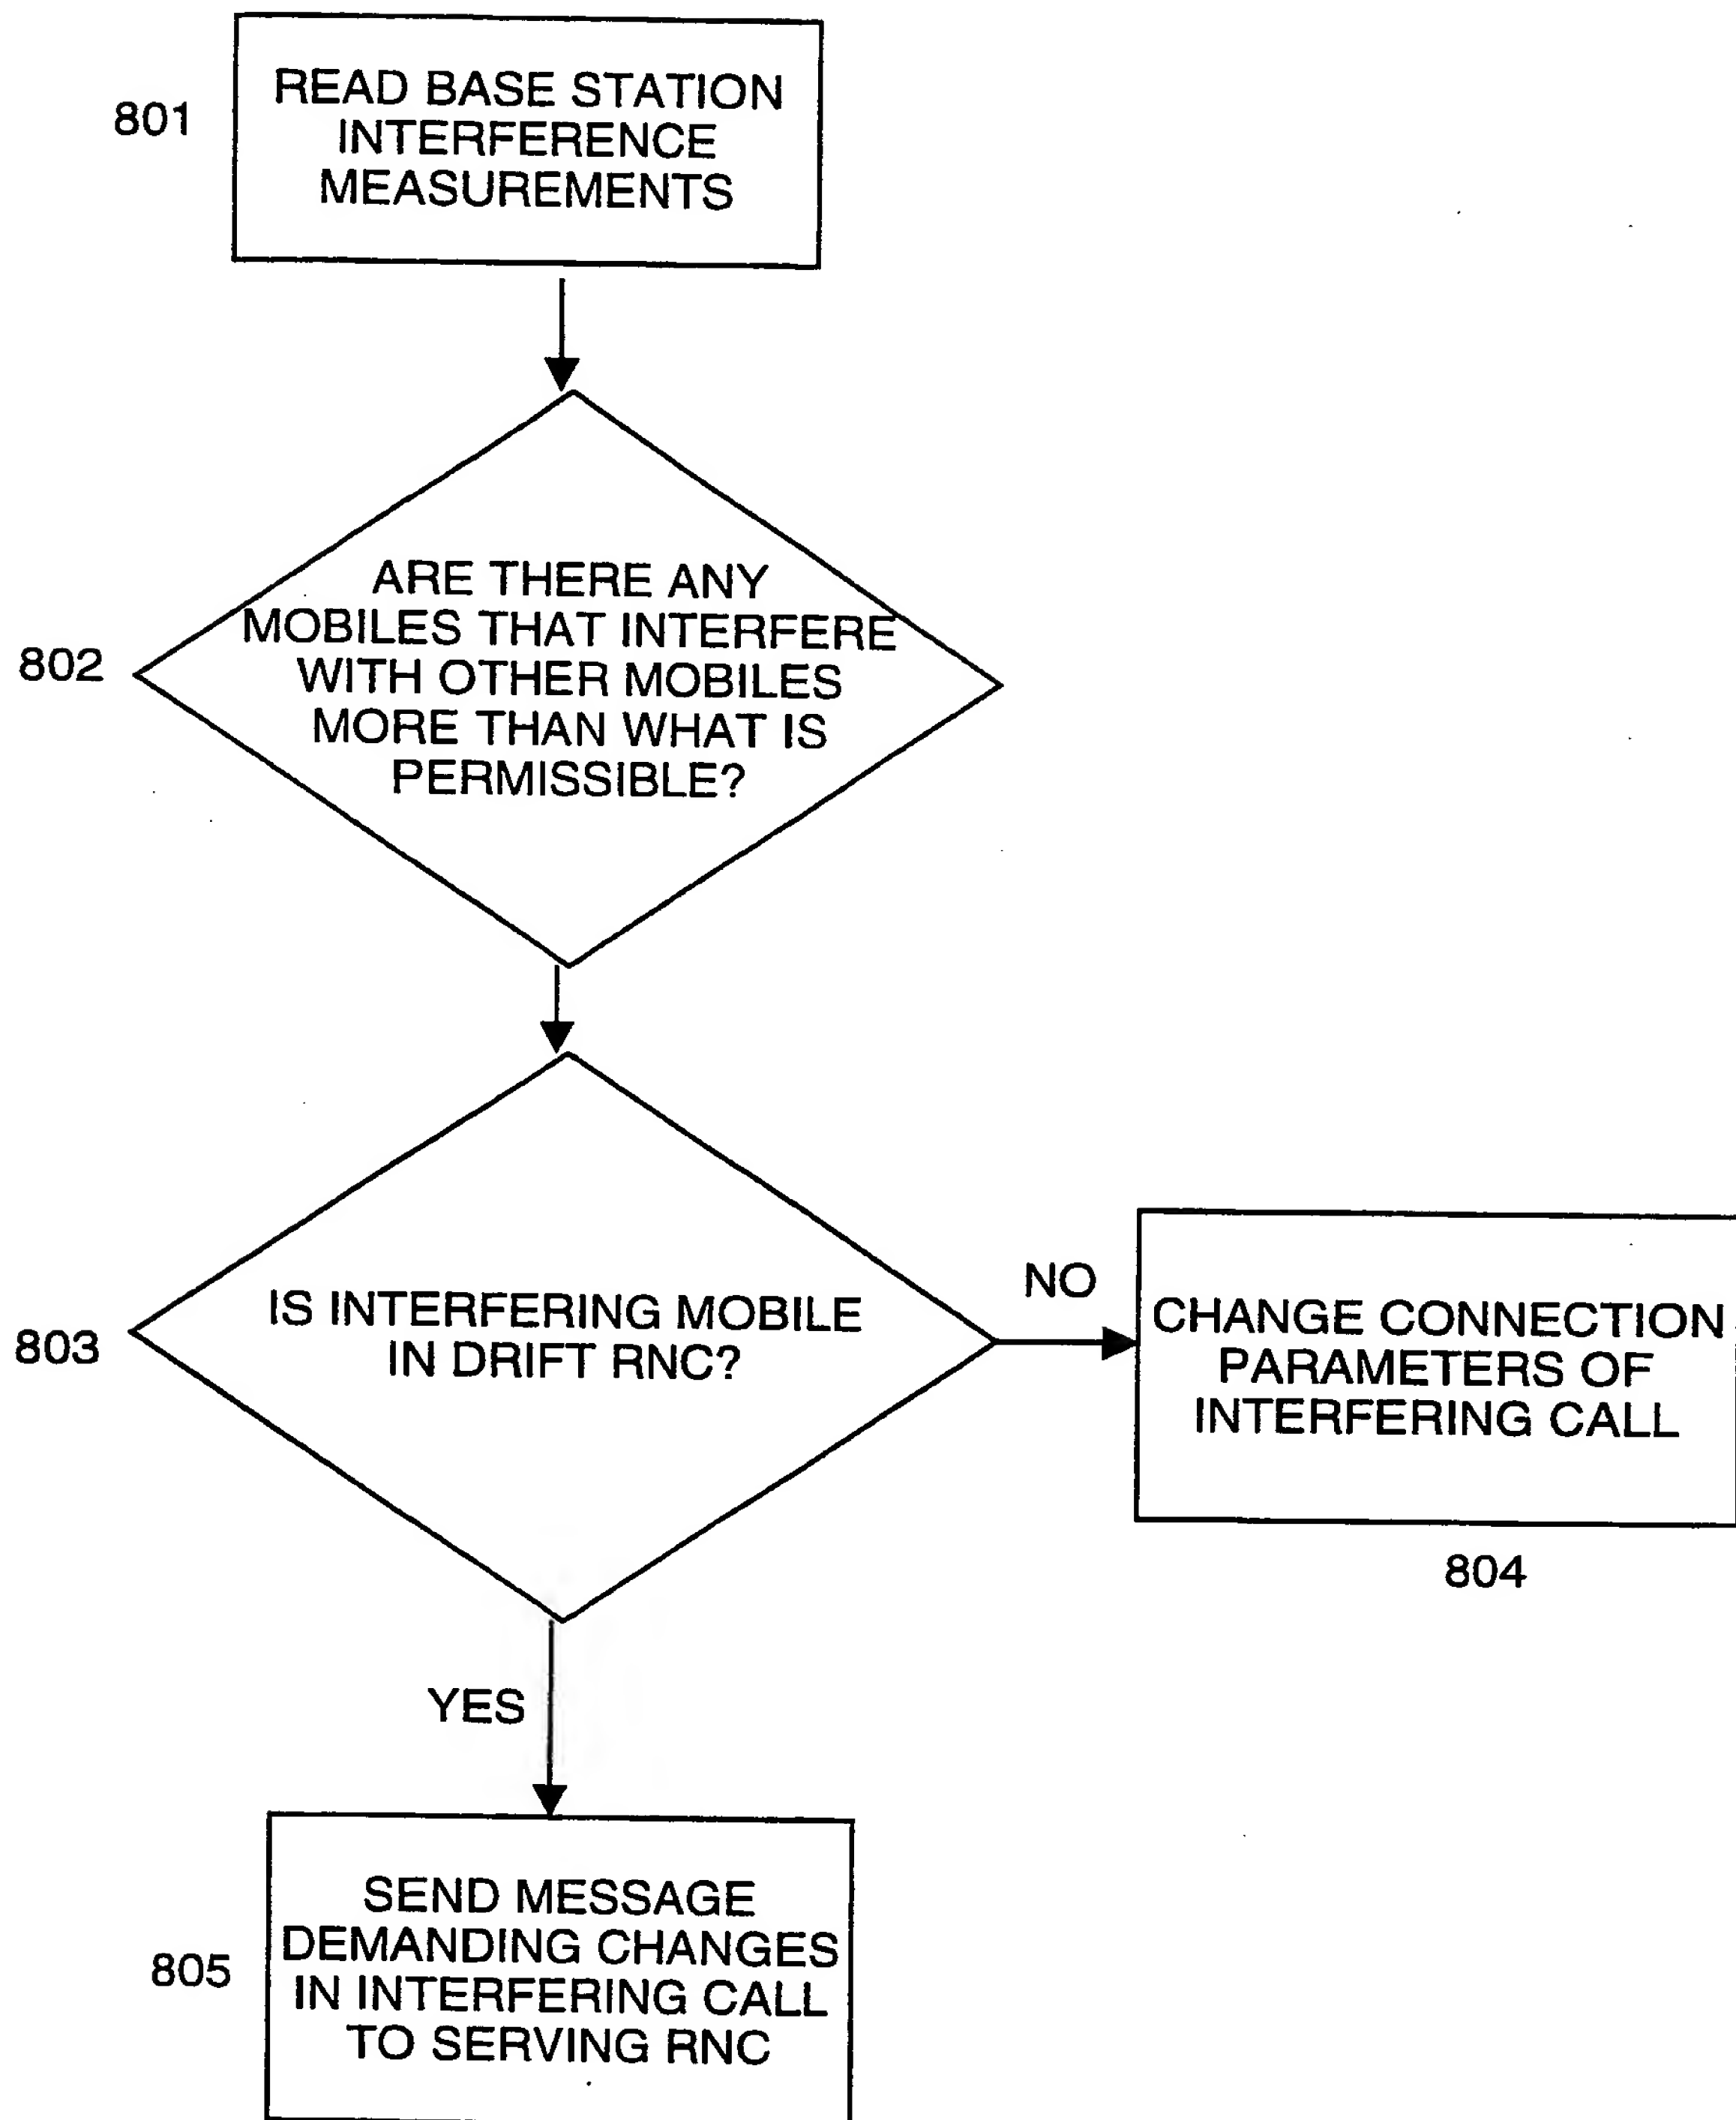 801
READ BASE STATION
INTERFERENCE
MEASUREMENTS
802
ARE THERE ANY
MOBILES THAT INTERFERE
WITH OTHER MOBILES
MORE THAN WHAT IS
PERMISSIBLE?
803
IS INTERFERING MOBILE
IN DRIFT RNC?
NO
CHANGE CONNECTION
PARAMETERS OF
INTERFERING CALL
804
YES
805
SEND MESSAGE
DEMANDING CHANGES
IN INTERFERING CALL
TO SERVING RNC